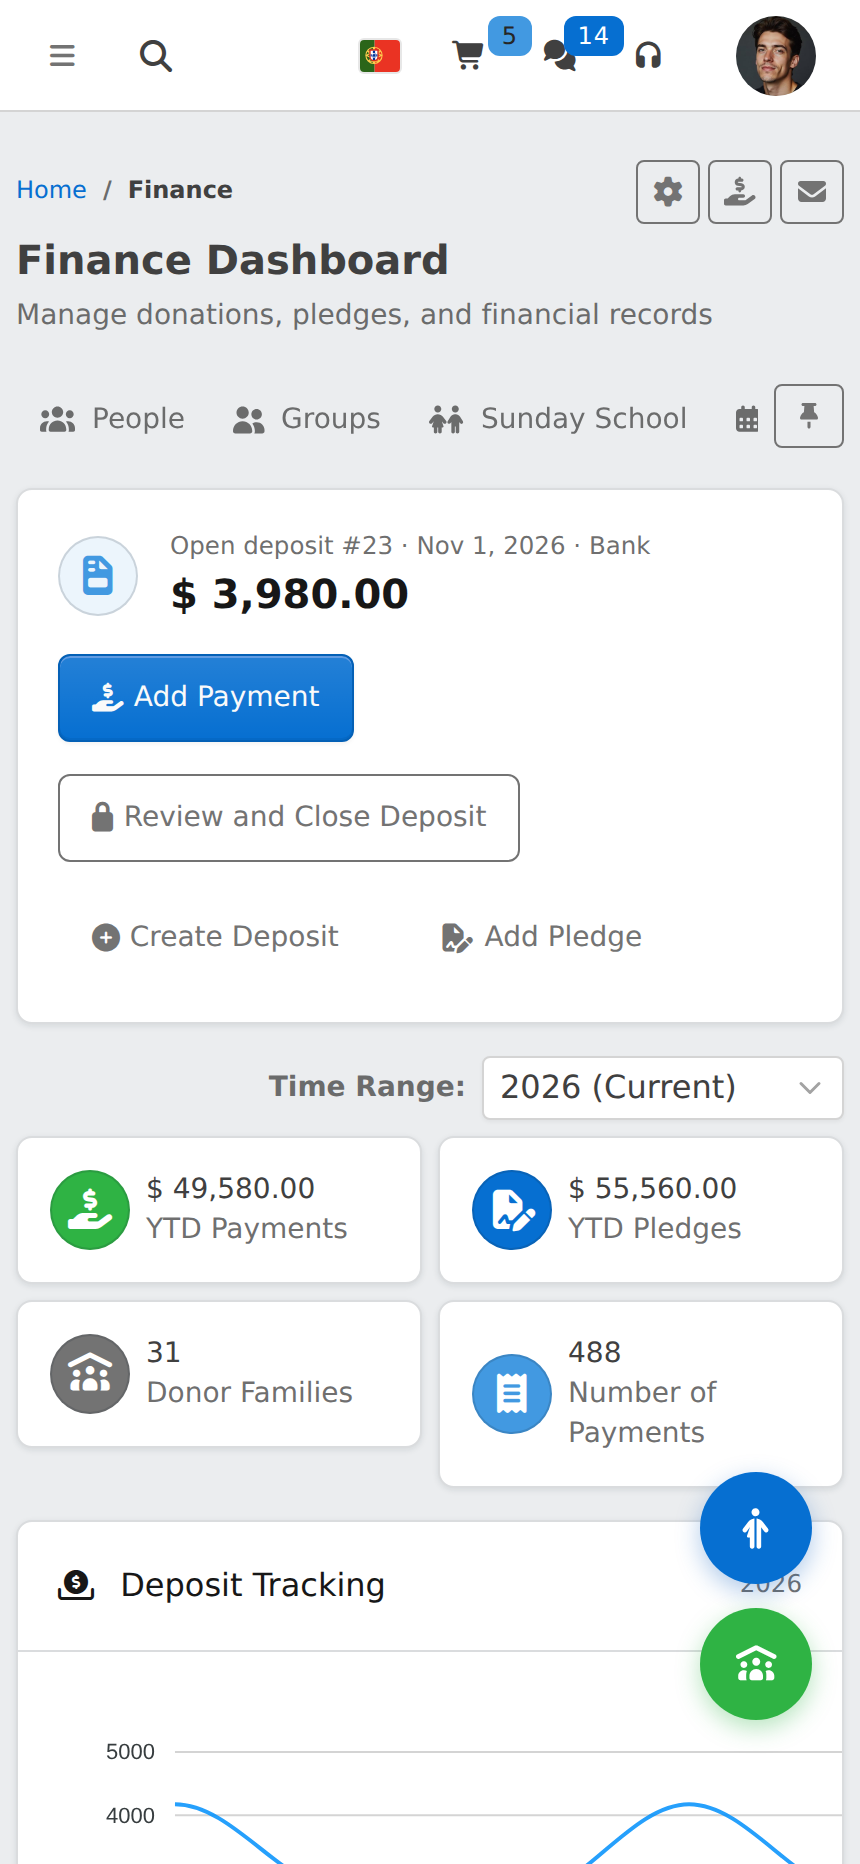 5
14
Home / Finance
Finance Dashboard
Manage donations, pledges, and financial records
People
Groups
Sunday School
Open deposit #23 · Nov 1, 2026 · Bank
$ 3,980.00
Add Payment
Review and Close Deposit
Create Deposit
Add Pledge
Time Range:
2026 (Current)
$ 49,580.00
YTD Payments
$ 55,560.00
YTD Pledges
31
Donor Families
488
Number of
Payments
Deposit Tracking
2026
5000
4000